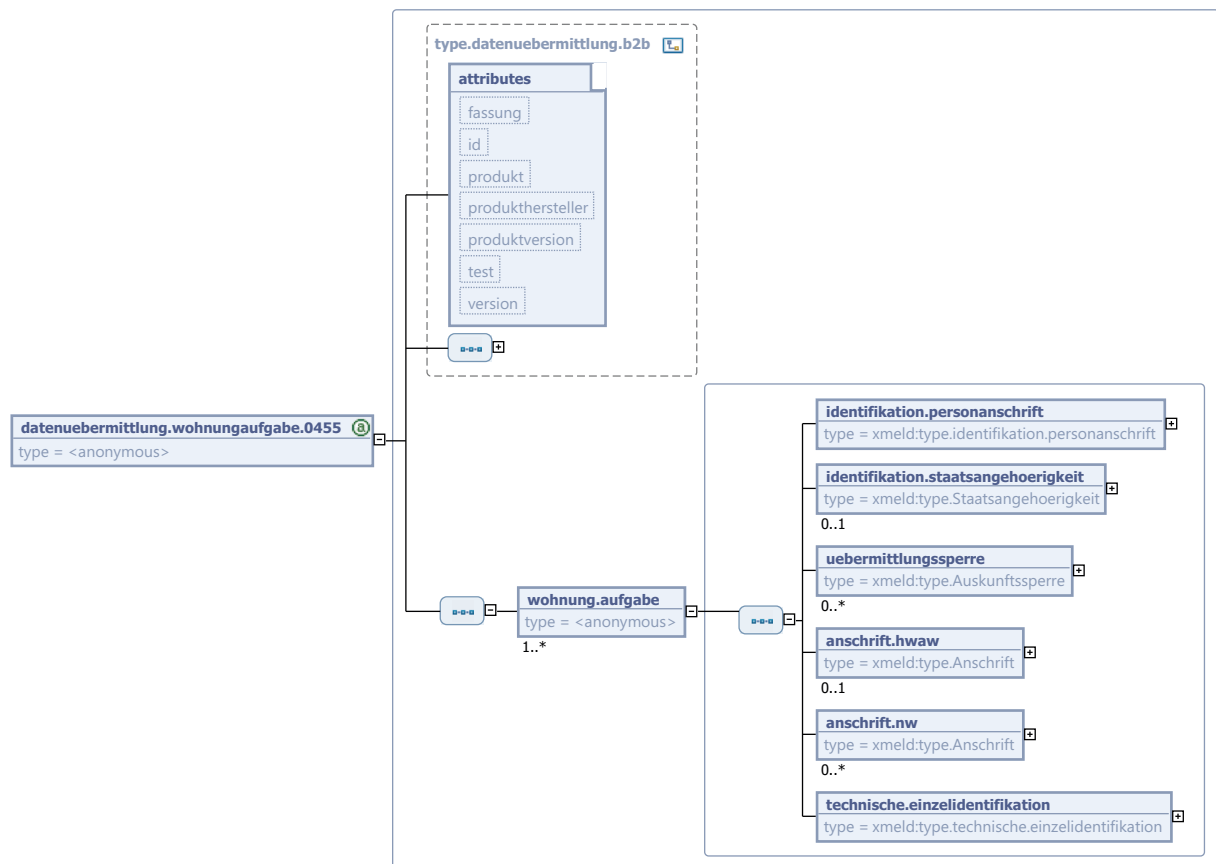 type.datenuebermittlung.b2b
attributes
fassung
id
produkt
produkthersteller
produktversion
test
version
datenuebermittlung.wohnungaufgabe.0455
type = <anonymous>
wohnung.aufgabe
type = <anonymous>
1..*
identifikation.personanschrift
type = xmeld:type.identifikation.personanschrift
identifikation.staatsangehoerigkeit
type = xmeld:type.Staatsangehoerigkeit
0..1
uebermittlungssperre
type = xmeld:type.Auskunftssperre
0..*
anschrift.hwaw
type = xmeld:type.Anschrift
0..1
anschrift.nw
type = xmeld:type.Anschrift
0..*
technische.einzelidentifikation
type = xmeld:type.technische.einzelidentifikation